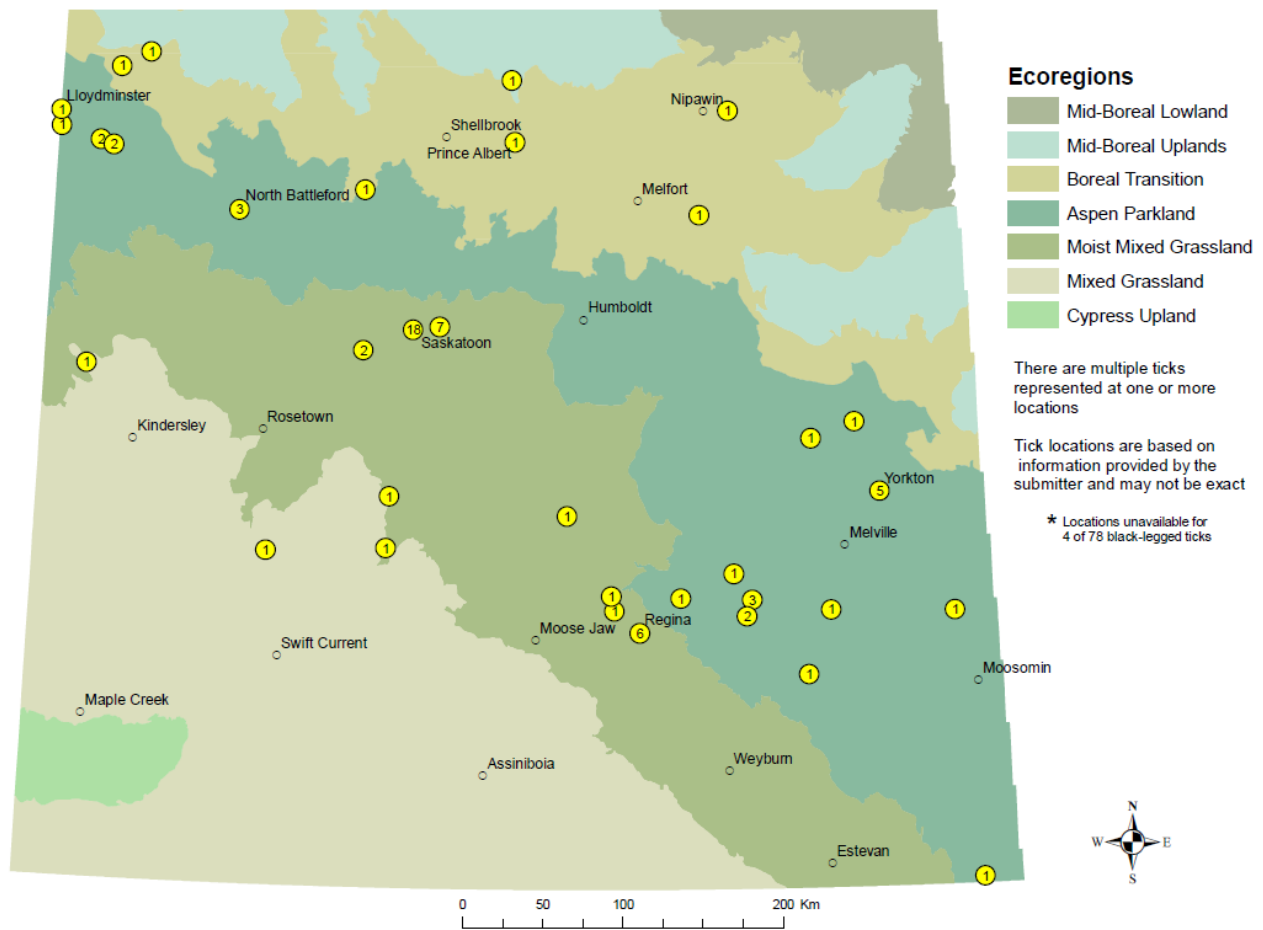 1
1
Lloydminster
1
1
2
2
1
Nipawin
1
Shellbrook
Prince Albert
1
North Battleford
1
3
Melfort
1
Humboldt
18
7
Saskatoon
2
1
Kindersley
Rosetown
1
1
Yorkton
5
1
1
Melville
1
1
1
1
1
1
Regina
6
Moose Jaw
1
3
2
1
1
Swift Current
1
Moosomin
Maple Creek
Assiniboia
Weyburn
Estevan
1
Ecoregions
Mid-Boreal Lowland
Mid-Boreal Uplands
Boreal Transition
Aspen Parkland
Moist Mixed Grassland
Mixed Grassland
Cypress Upland
There are multiple ticks
represented at one or more
locations
Tick locations are based on
information provided by the
submitter and may not be exact
* Locations unavailable for
4 of 78 black-legged ticks
N
W E
S
0 50 100 200 Km